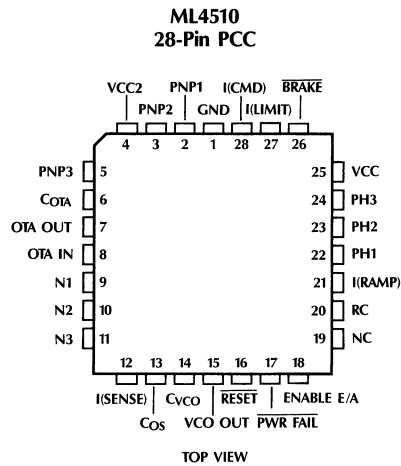 ML4510
28-Pin PCC
PNP1 I(CMD) BRAKE
VCC2
PNP2 GND I(LIMIT)
4 3 2 1 28 27 26
PNP3 5 25 VCC
COTA 6 24 PH3
OTA OUT 7 23 PH2
OTA IN 8 22 PH1
N1 9 21 I(RAMP)
N2 10 20 RC
N3 11 19 NC
12 13 14 15 16 17 18
I(SENSE) CVCO RESET ENABLE E/A
COS VCO OUT PWR FAIL
TOP VIEW